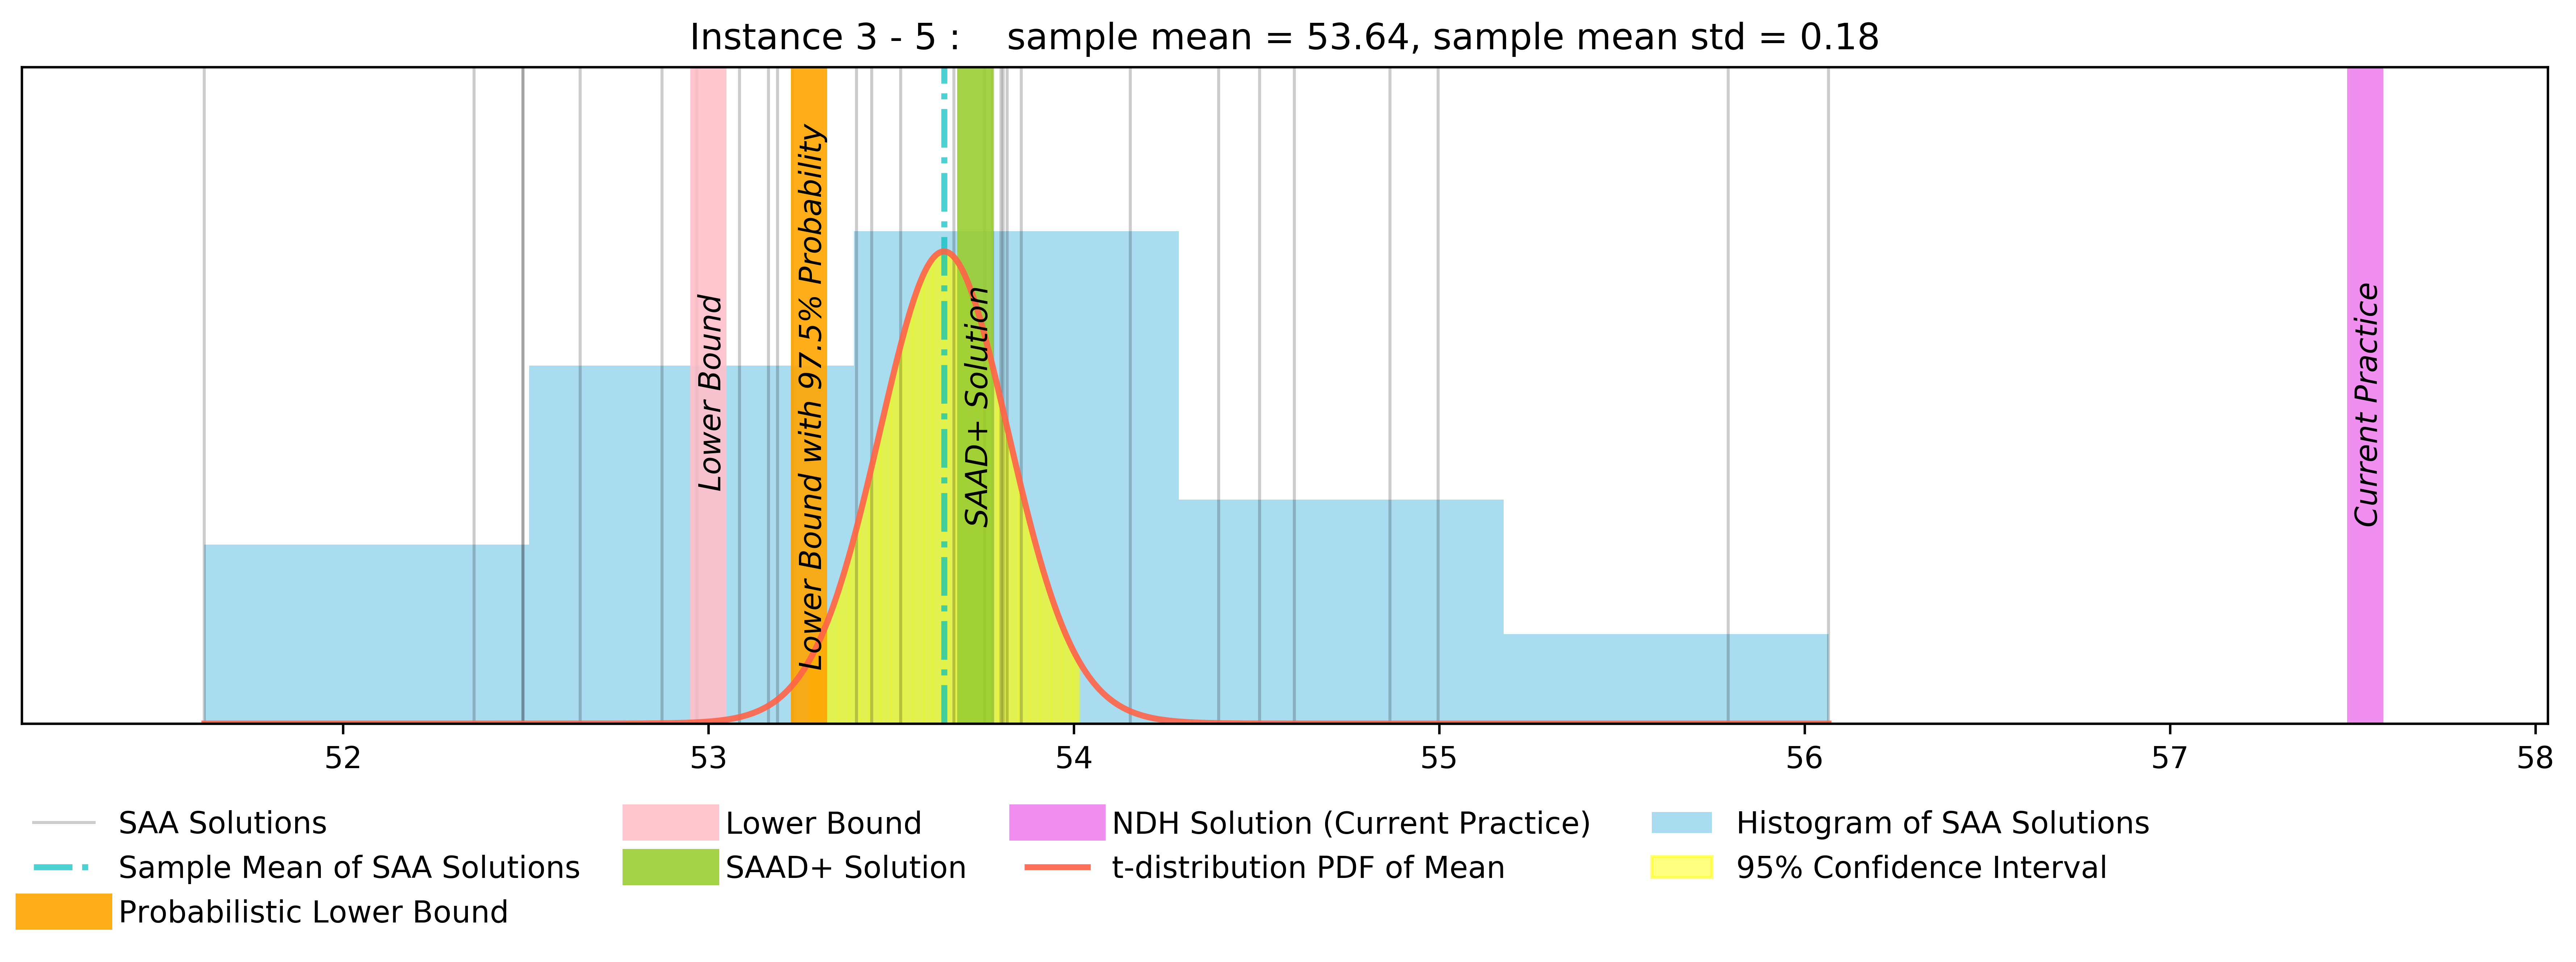 Instance 3 - 5 :    sample mean = 53.64, sample mean std = 0.18
Lower Bound
Lower Bound with 97.5% Probability
SAAD+ Solution
Current Practice
52 53 54 55 56 57 58
SAA Solutions
Sample Mean of SAA Solutions
Probabilistic Lower Bound
Lower Bound
SAAD+ Solution
NDH Solution (Current Practice)
t-distribution PDF of Mean
Histogram of SAA Solutions
95% Confidence Interval